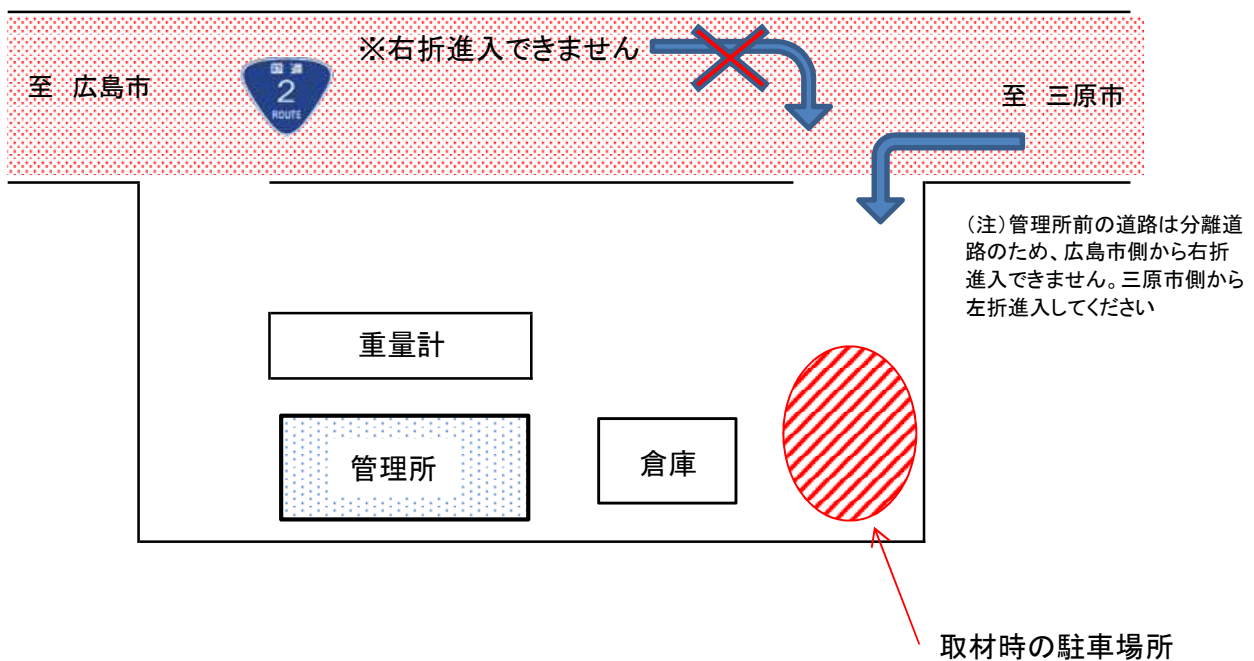 ※右折進入できません
至 広島市
国道
2
ROUTE
至 三原市
(注)管理所前の道路は分離道
路のため、広島市側から右折
進入できません。三原市側から
左折進入してください
重量計
管理所
倉庫
取材時の駐車場所